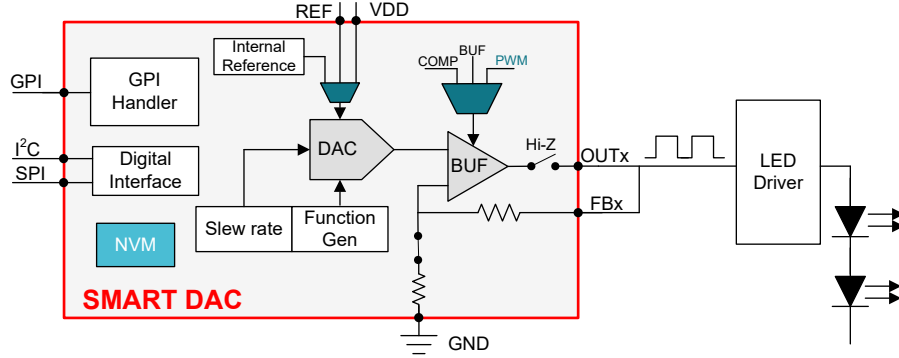 REF VDD
Internal
Reference
COMP BUF PWM
GPI
GPI
Handler
I²C
SPI
Digital
Interface
DAC
BUF
Hi-Z
OUTx
FBx
LED
Driver
Slew rate
Function
Gen
NVM
SMART DAC
GND